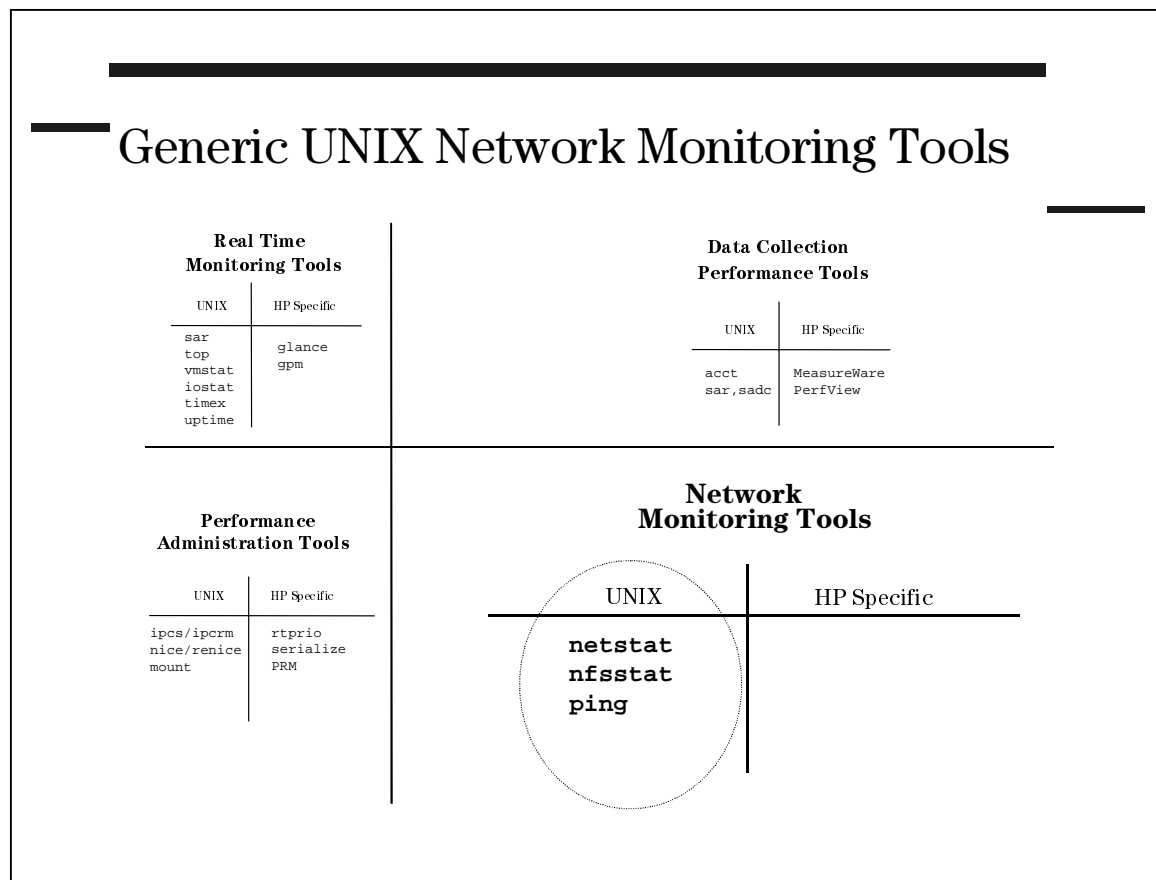 Generic UNIX Network Monitoring Tools
Real Time
Monitoring Tools
UNIX HP Specific
sar
top
vmstat
iostat
timex
uptime
glance
gpm
Data Collection
Performance Tools
UNIX HP Specific
acct
sar,sadc
MeasureWare
PerfView
Performance
Administration Tools
UNIX HP Specific
ipcs/ipcrm
nice/renice
mount
rtprio
serialize
PRM
Network
Monitoring Tools
UNIX HP Specific
netstat
nfsstat
ping